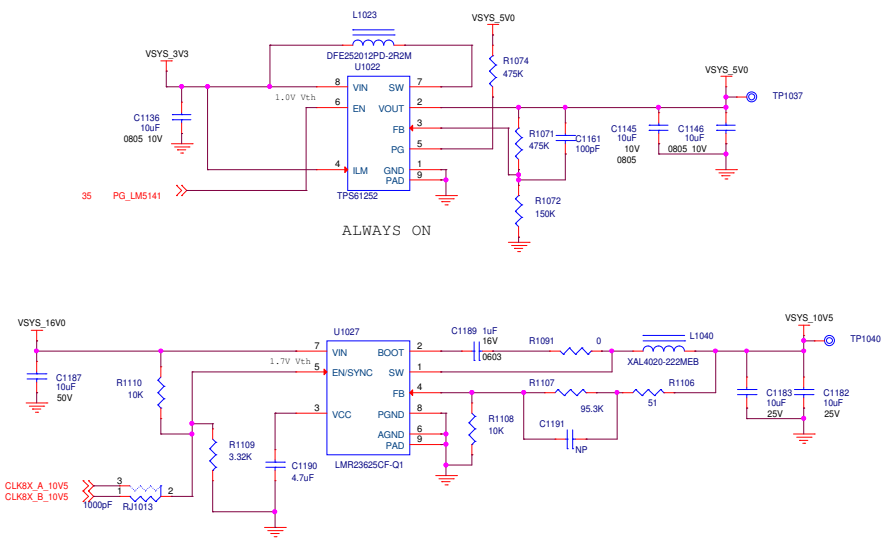 L1023
VSYS_5V0
DFE252012PD-2R2M
U1022
VSYS_3V3
R1074
475K
VSYS_5V0
TP1037
1.0V Vth
8 VIN SW 7
6 EN VOUT 2
FB 3
PG 5
4 ILM GND 1
PAD 9
TPS61252
C1136
10uF
0805 10V
R1071
475K
C1161
100pF
C1145
10uF
10V
0805
C1146
10uF
0805 10V
R1072
150K
35 PG_LM5141
ALWAYS ON
VSYS_16V0
U1027
C1189 1uF
16V
0603
R1091 0
L1040
XAL4020-222MEB
VSYS_10V5
TP1040
1.7V Vth
7 VIN BOOT 2
SW 1
5 EN/SYNC
FB 4
3 VCC PGND 8
AGND 6
PAD 9
LMR23625CF-Q1
C1187
10uF
50V
R1110
10K
R1109
3.32K
C1190
4.7uF
R1108
10K
R1107
95.3K
R1106
51
C1191
NP
C1183
10uF
25V
C1182
10uF
25V
CLK8X_A_10V5 3
CLK8X_B_10V5 1 2
1000pF RJ1013